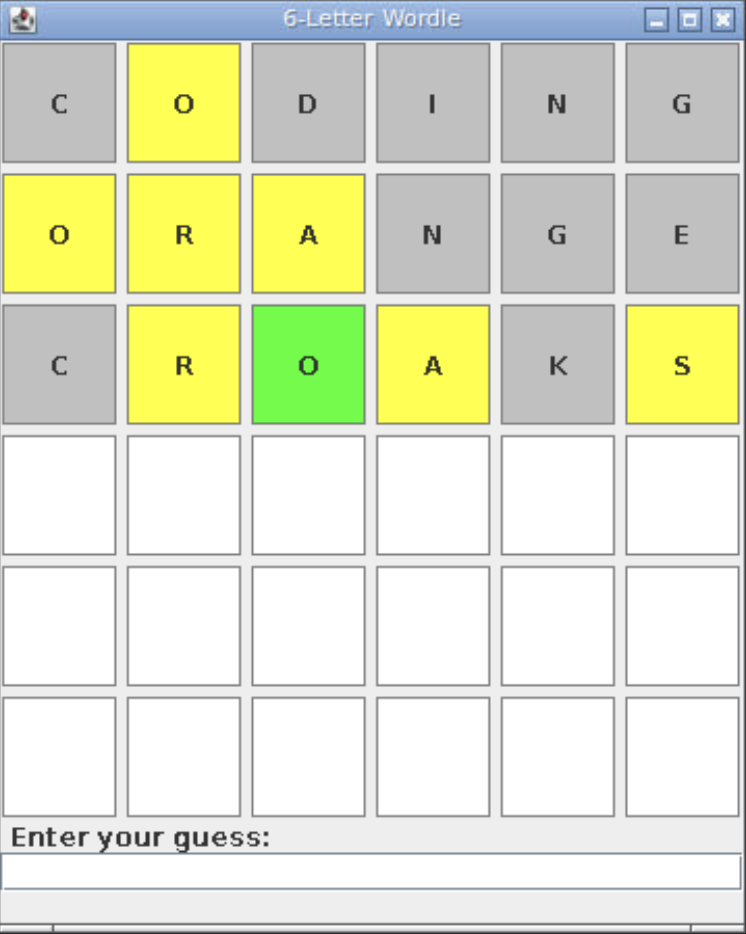 6-Letter Wordle
C O D I N G
O R A N G E
C R O A K S
Enter your guess: